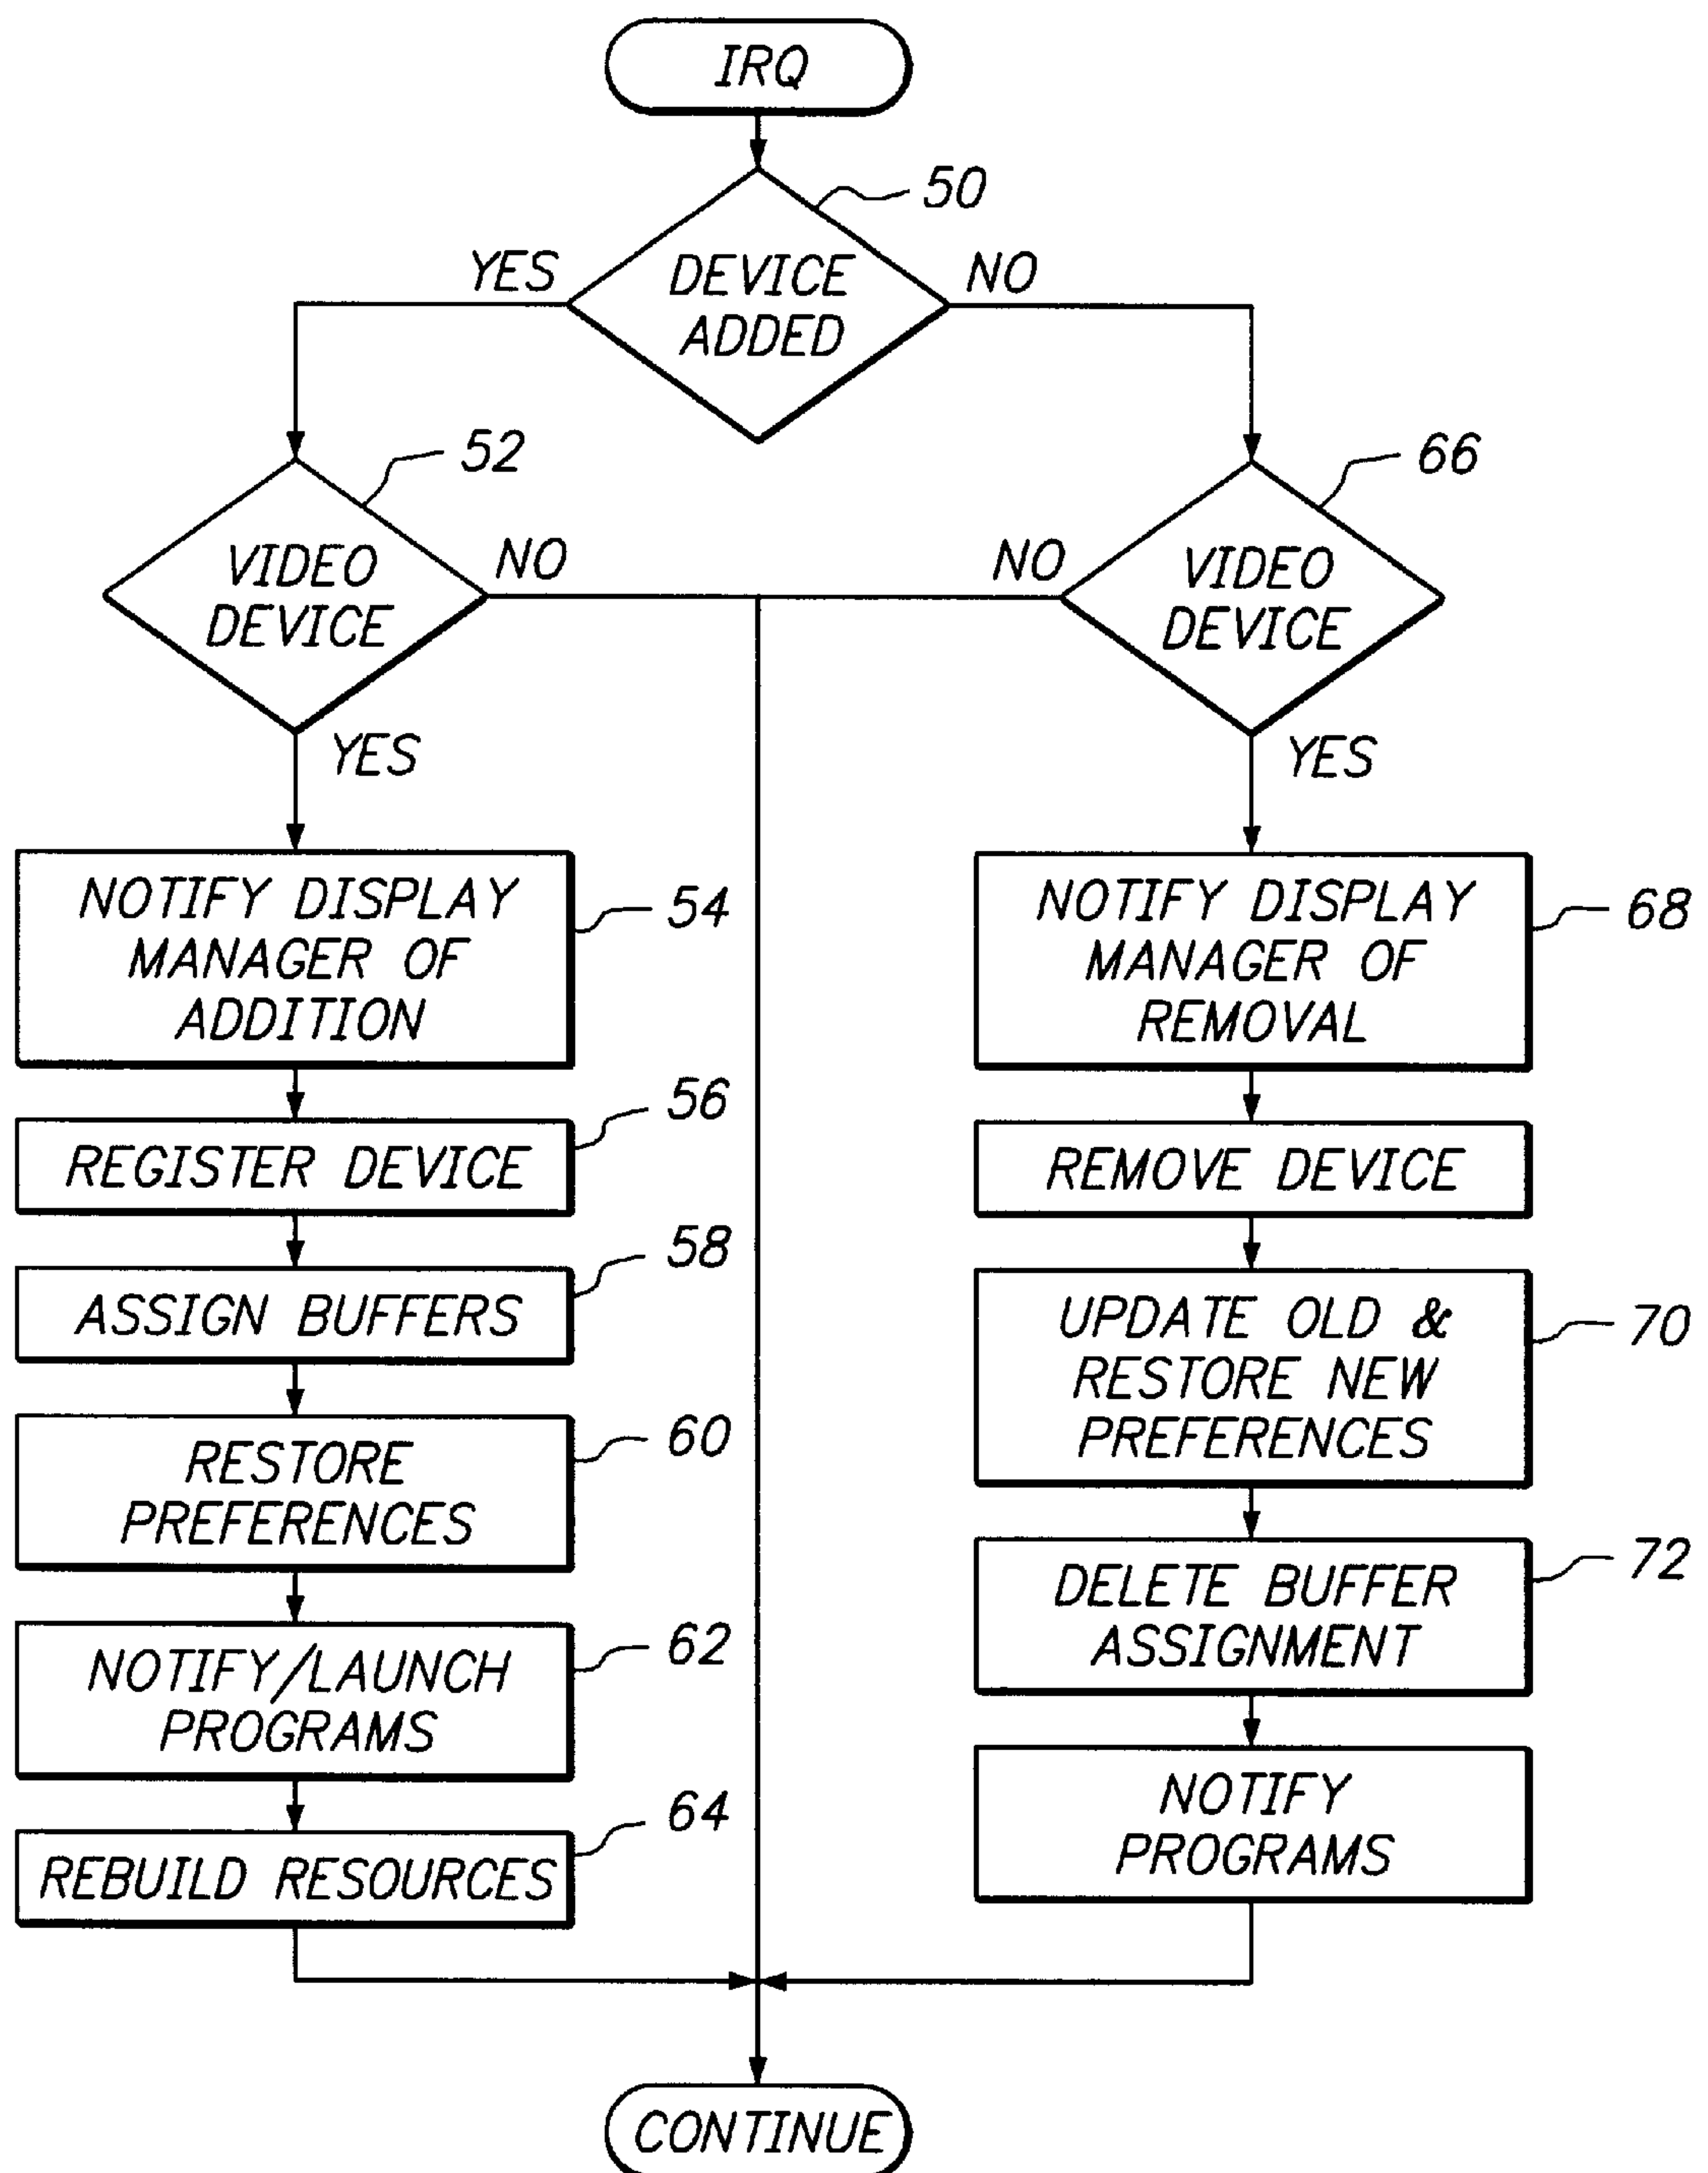 IRQ
50
DEVICE
ADDED
YES
NO
52
VIDEO
DEVICE
NO
YES
66
VIDEO
DEVICE
NO
YES
NOTIFY DISPLAY
MANAGER OF
ADDITION
54
REGISTER DEVICE
56
ASSIGN BUFFERS
58
RESTORE
PREFERENCES
60
NOTIFY/LAUNCH
PROGRAMS
62
REBUILD RESOURCES
64
NOTIFY DISPLAY
MANAGER OF
REMOVAL
68
REMOVE DEVICE
UPDATE OLD &
RESTORE NEW
PREFERENCES
70
DELETE BUFFER
ASSIGNMENT
72
NOTIFY
PROGRAMS
CONTINUE